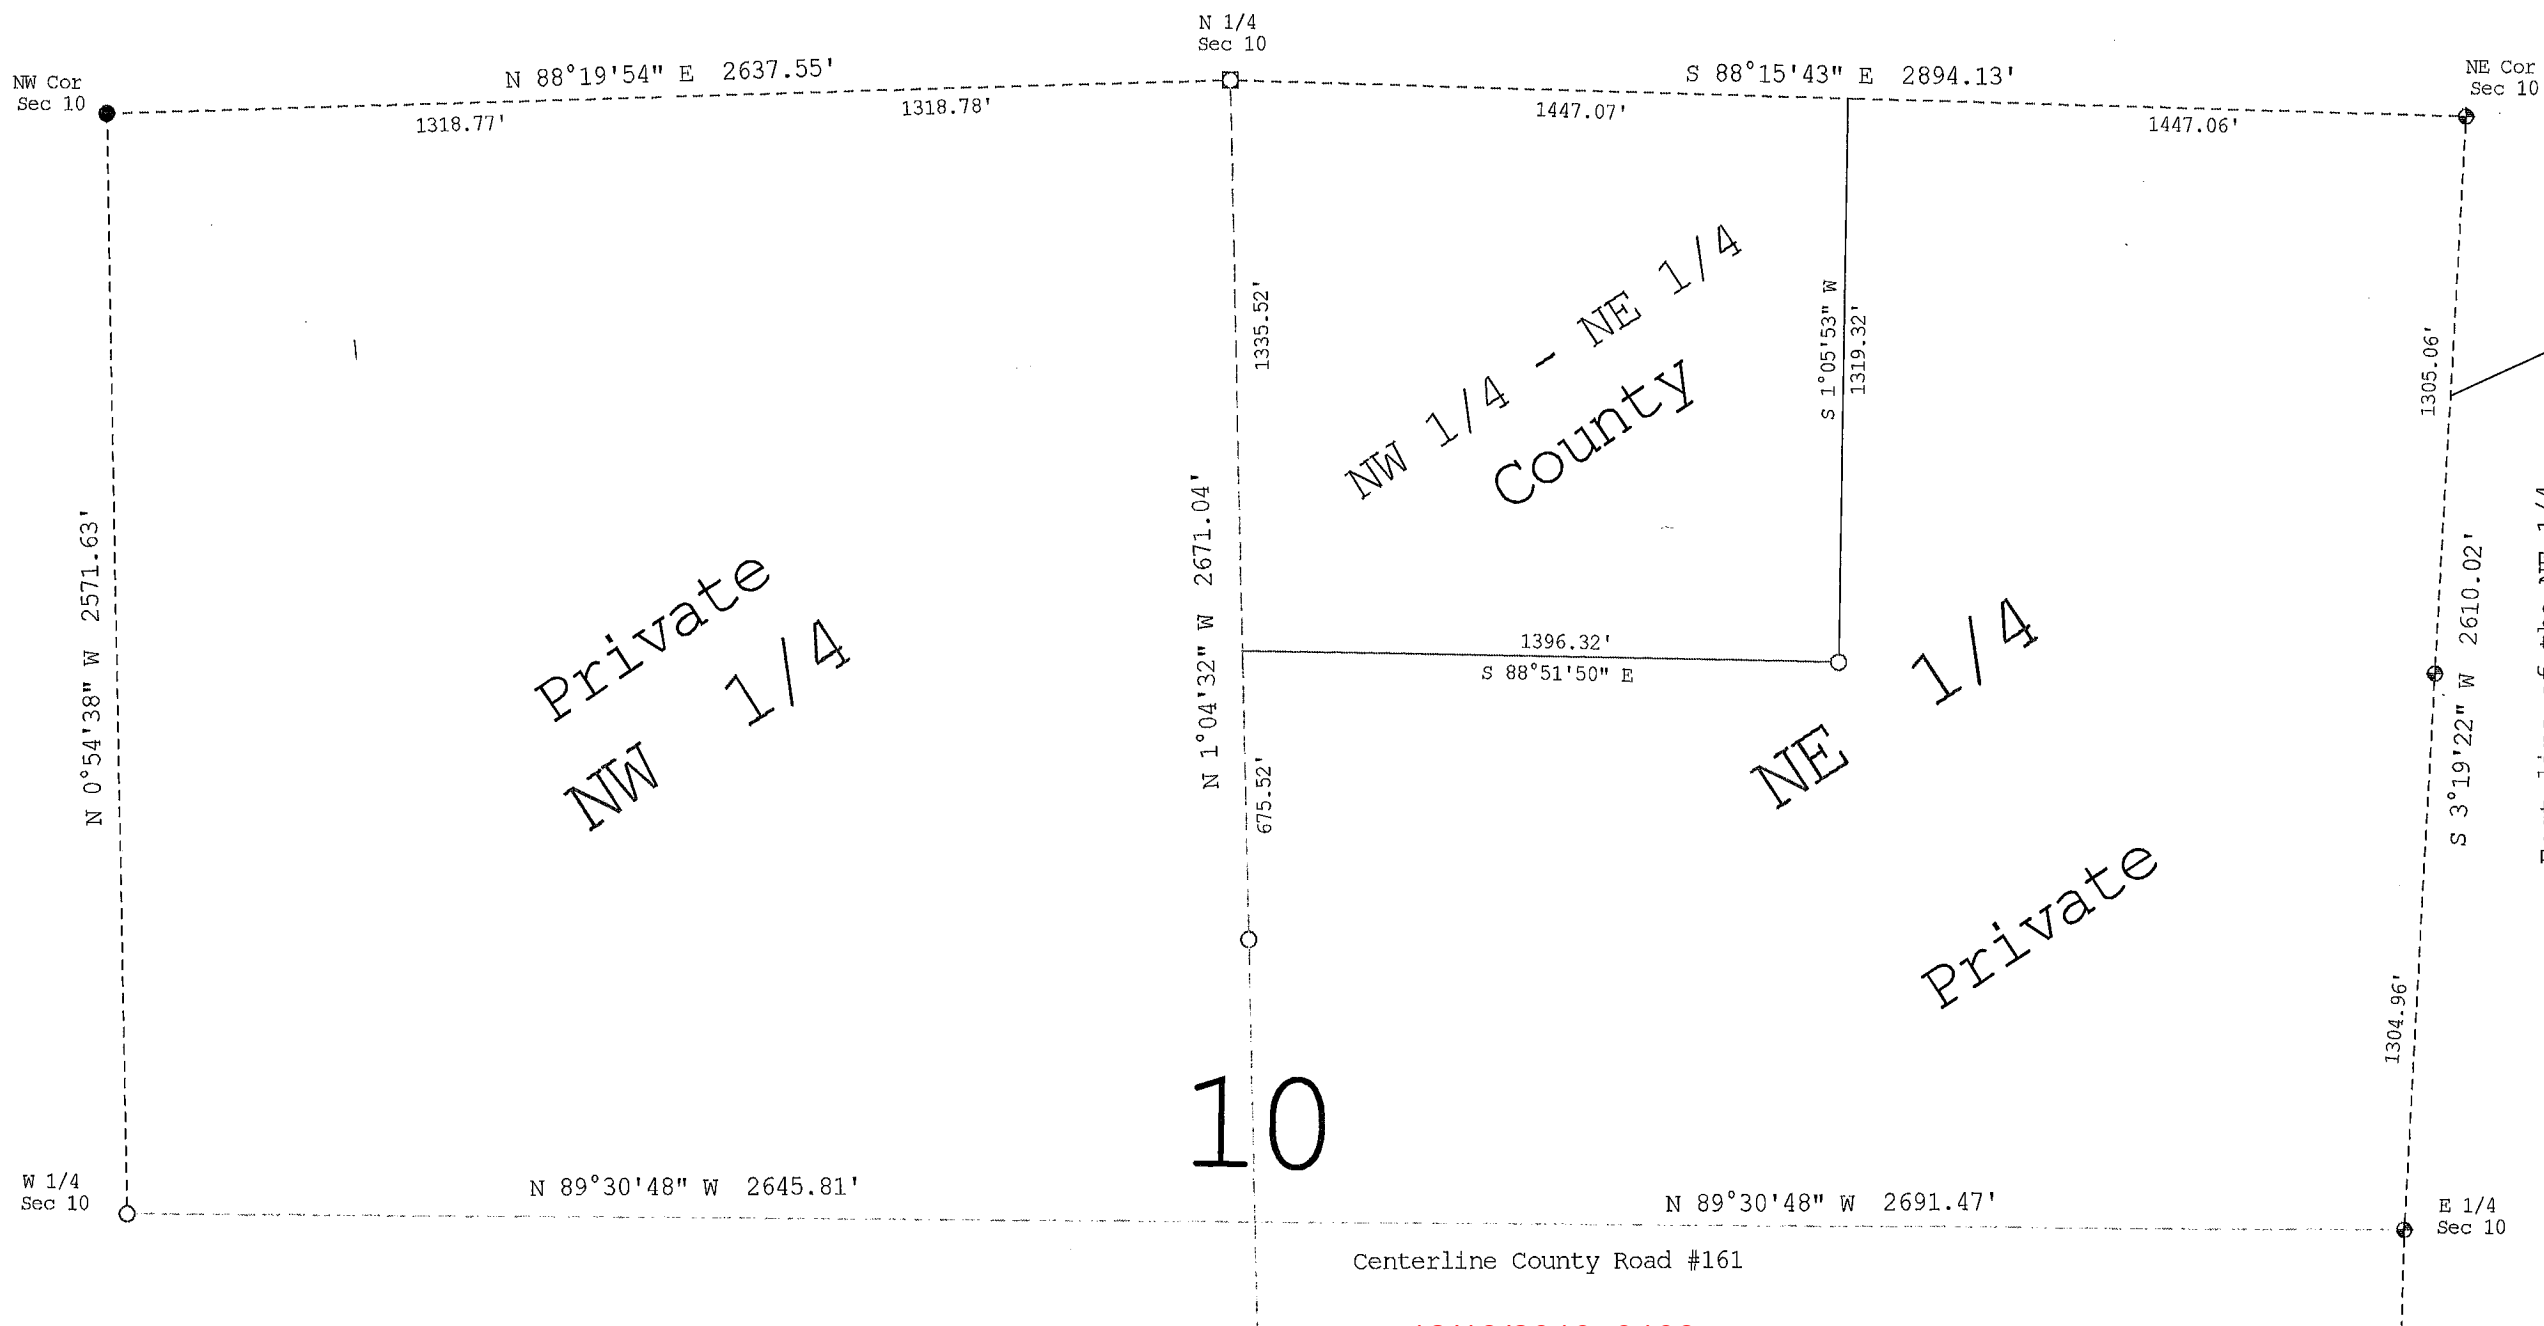 N 1/4
Sec 10
NW Cor
Sec 10
N 88°19'54" E 2637.55'
S 88°15'43" E 2894.13'
NE Cor
Sec 10
1318.77'
1318.78'
1447.07'
1447.06'
N 0°54'38" W 2571.63'
N 1°04'32" W 2671.04'
1335.52'
675.52'
NW 1/4 - NE 1/4
County
S 1°05'53" W
1319.32'
1396.32'
S 88°51'50" E
1305.06'
S 3°19'22" W 2610.02'
1304.96'
Private
NW 1/4
NE 1/4
Private
10
W 1/4
Sec 10
N 89°30'48" W 2645.81'
N 89°30'48" W 2691.47'
E 1/4
Sec 10
Centerline County Road #161